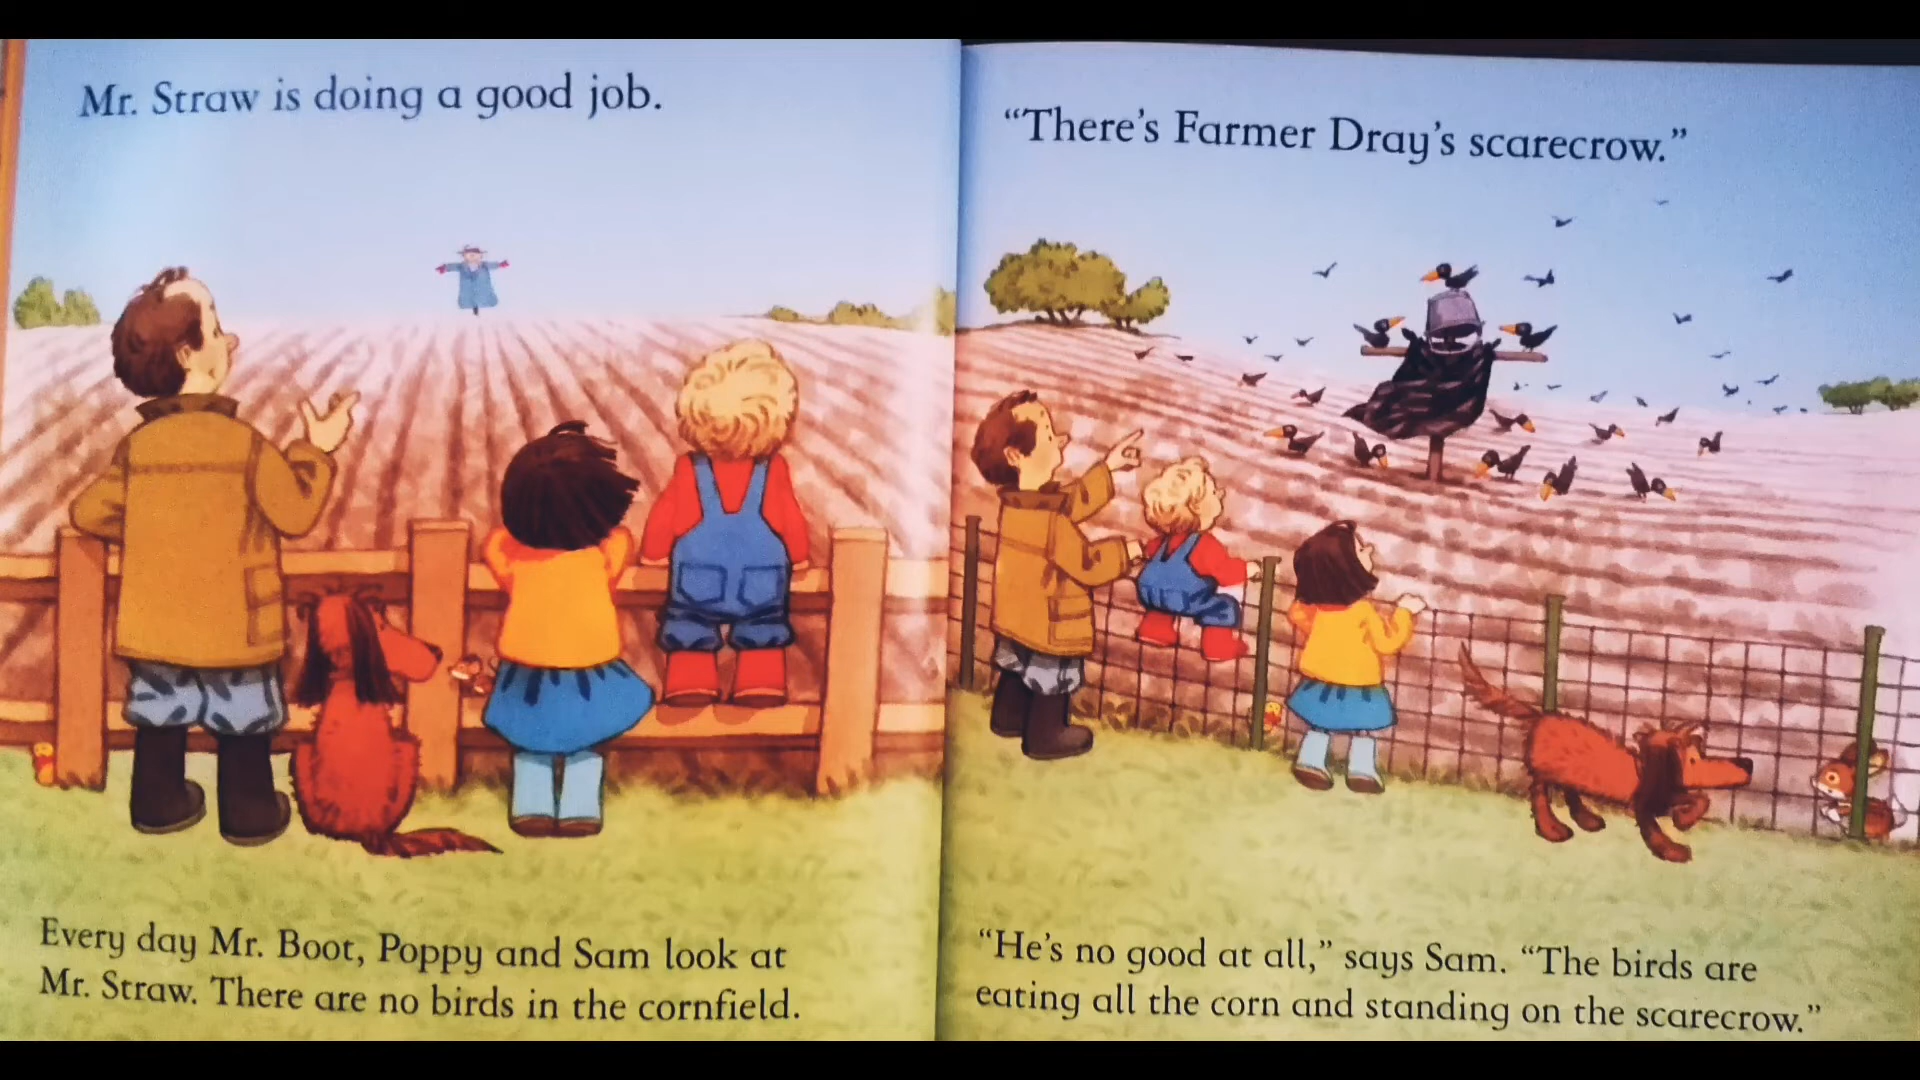 Mr. Straw is doing a good job.
Every day Mr. Boot, Poppy and Sam look at
Mr. Straw. There are no birds in the cornfield.
“There’s Farmer Dray’s scarecrow.”
“He’s no good at all,” says Sam. “The birds are
eating all the corn and standing on the scarecrow.”